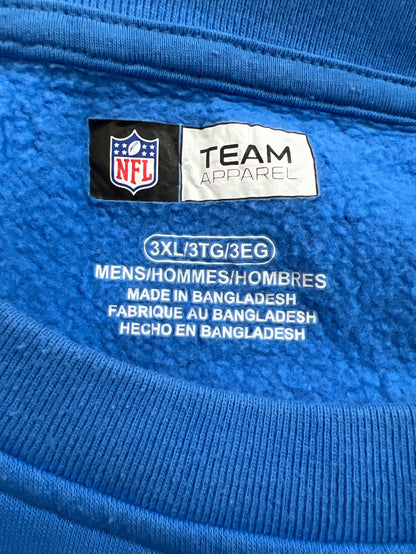 NFL
TEAM
APPAREL
3XL/3TG/3EG
MENS/HOMMES/HOMBRES
MADE IN BANGLADESH
FABRIQUE AU BANGLADESH
HECHO EN BANGLADESH